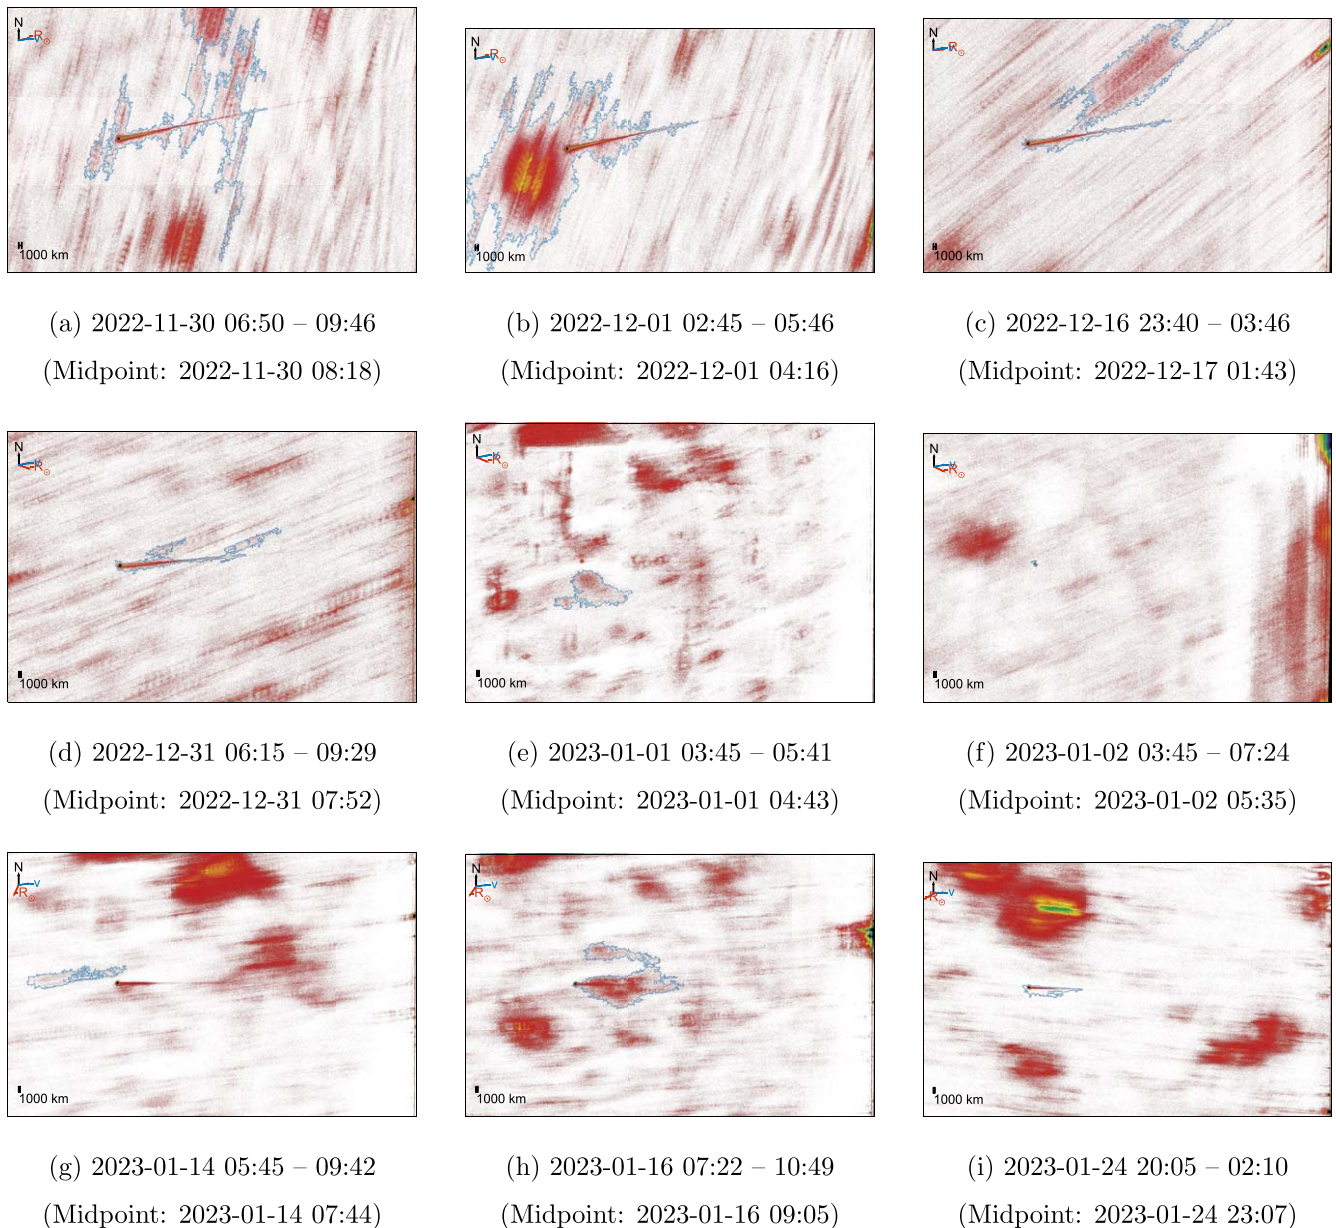 N
-R⊙
v
1000 km
N
-R⊙
v
1000 km
N
-R⊙
v
1000 km
(a) 2022-11-30 06:50 – 09:46
(b) 2022-12-01 02:45 – 05:46
(c) 2022-12-16 23:40 – 03:46
(Midpoint: 2022-11-30 08:18)
(Midpoint: 2022-12-01 04:16)
(Midpoint: 2022-12-17 01:43)
N
-R⊙
v
1000 km
N
-R⊙
v
1000 km
N
-R⊙
v
1000 km
(d) 2022-12-31 06:15 – 09:29
(e) 2023-01-01 03:45 – 05:41
(f) 2023-01-02 03:45 – 07:24
(Midpoint: 2022-12-31 07:52)
(Midpoint: 2023-01-01 04:43)
(Midpoint: 2023-01-02 05:35)
N
v
-R⊙
1000 km
N
v
-R⊙
1000 km
N
v
-R⊙
1000 km
(g) 2023-01-14 05:45 – 09:42
(h) 2023-01-16 07:22 – 10:49
(i) 2023-01-24 20:05 – 02:10
(Midpoint: 2023-01-14 07:44)
(Midpoint: 2023-01-16 09:05)
(Midpoint: 2023-01-24 23:07)